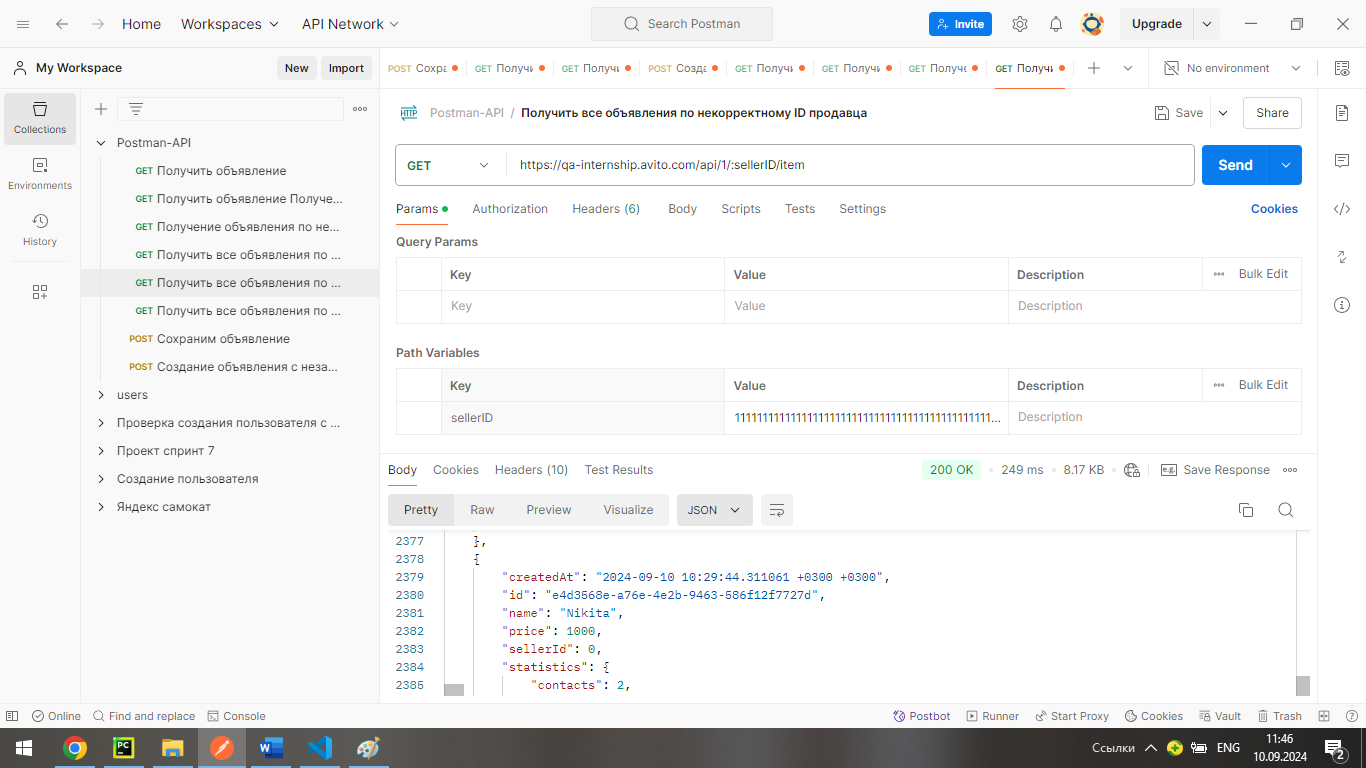 Home Workspaces API Network Search Postman Invite Upgrade
My Workspace New Import POST Сохра GET Получи GET Получи POST Созда GET Получи GET Получи GET Получе GET Получи No environment
Collections
Environments
History
Postman-API
GET Получить объявление
GET Получить объявление Получе...
GET Получение объявления по не...
GET Получить все объявления по ...
GET Получить все объявления по ...
GET Получить все объявления по ...
POST Сохраним объявление
POST Создание объявления с неза...
users
Проверка создания пользователя с ...
Проект спринт 7
Создание пользователя
Яндекс самокат
HTTP Postman-API / Получить все объявления по некорректному ID продавца Save Share
GET https://qa-internship.avito.com/api/1/:sellerID/item Send
Params Authorization Headers (6) Body Scripts Tests Settings Cookies
Query Params
Key Value Description Bulk Edit
Key Value Description
Path Variables
Key Value Description Bulk Edit
sellerID Description
Body Cookies Headers (10) Test Results 200 OK 249 ms 8.17 KB e.g. Save Response
Pretty Raw Preview Visualize JSON
2377 },
2378 {
2379 "createdAt": "2024-09-10 10:29:44.311061 +0300 +0300",
2380 "id": "e4d3568e-a76e-4e2b-9463-586f12f7727d",
2381 "name": "Nikita",
2382 "price": 1000,
2383 "sellerId": 0,
2384 "statistics": {
2385 "contacts": 2,
Online Find and replace Console Postbot Runner Start Proxy Cookies Vault Trash
Ссылки ENG 11:46
10.09.2024 2